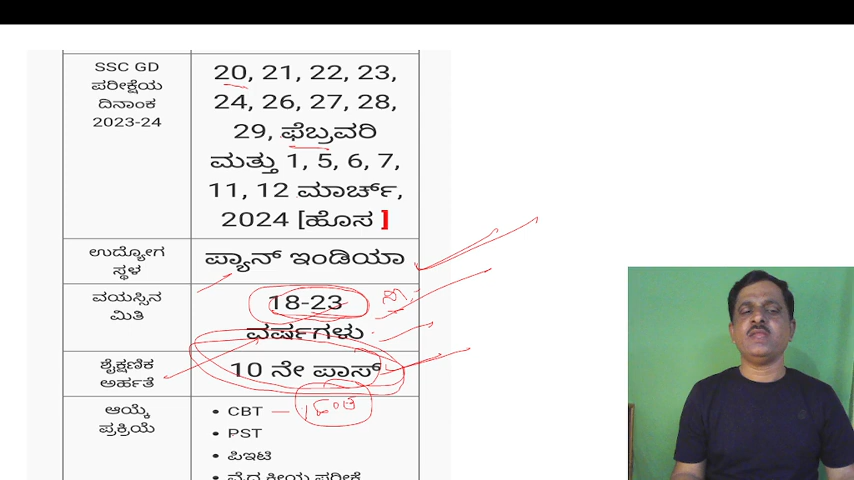 SSC GD
ಪರೀಕ್ಷೆಯ
ದಿನಾಂಕ
2023-24
20, 21, 22, 23,
24, 26, 27, 28,
29, ಫೆಬ್ರವರಿ
ಮತ್ತು 1, 5, 6, 7,
11, 12 ಮಾರ್ಚ್,
2024 [ಹೊಸ ]
ಉದ್ಯೋಗ
ಸ್ಥಳ
ಪ್ಯಾನ್ ಇಂಡಿಯಾ
ವಯಸ್ಸಿನ
ಮಿತಿ
18-23
ವರ್ಷಗಳು
ಶೈಕ್ಷಣಿಕ
ಅರ್ಹತೆ
10 ನೇ ಪಾಸ್
ಆಯ್ಕೆ
ಪ್ರಕ್ರಿಯೆ
• CBT
• PST
• ಪಿಇಟಿ
• ವೈದ್ಯಕೀಯ ಪರೀಕ್ಷೆ